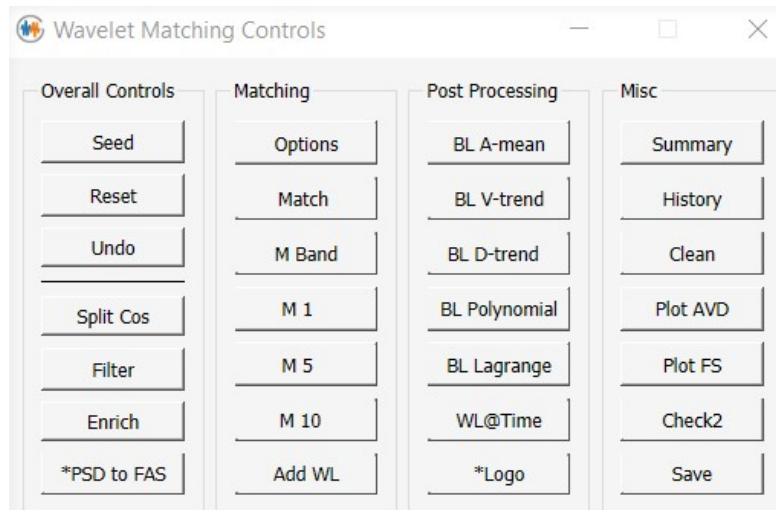 Wavelet Matching Controls
Overall Controls Matching Post Processing Misc
Seed Options BL A-mean Summary
Reset Match BL V-trend History
Undo M Band BL D-trend Clean
Split Cos M 1 BL Polynomial Plot AVD
Filter M 5 BL Lagrange Plot FS
Enrich M 10 WL@Time Check2
*PSD to FAS Add WL *Logo Save